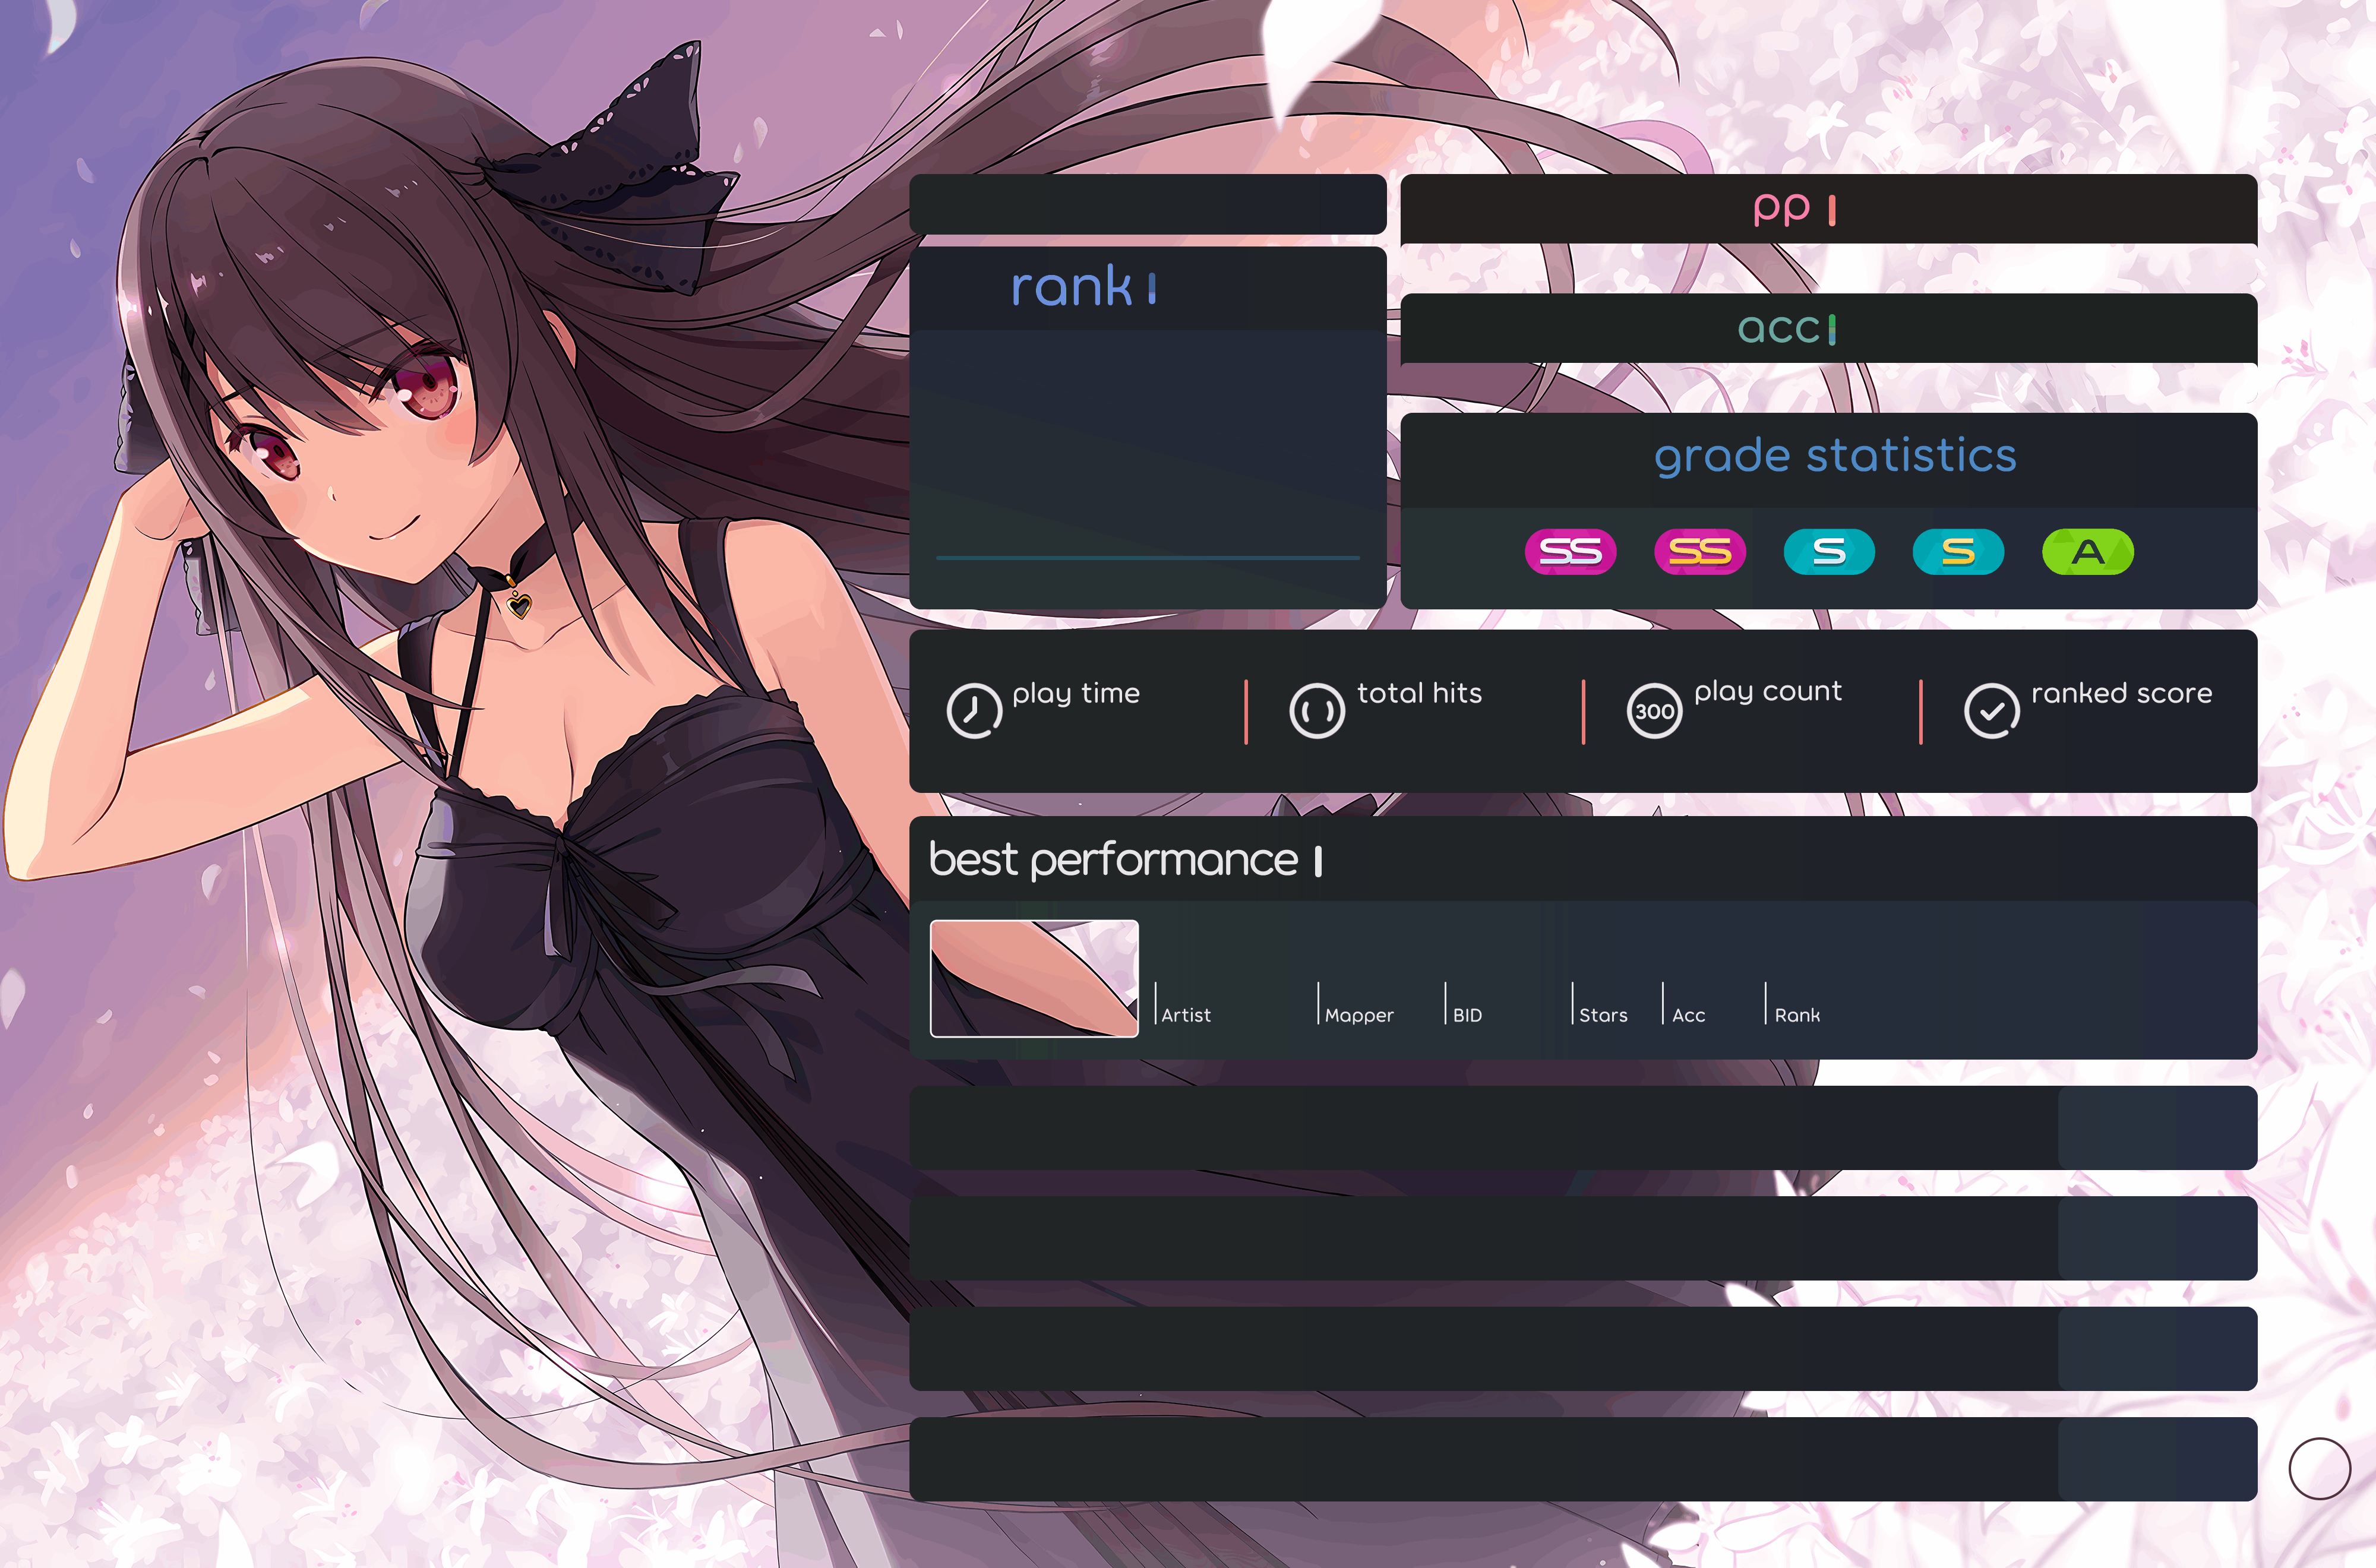 rank
pp
acc
grade statistics
SS SS S S A
play time
total hits
300 play count
ranked score
best performance
Artist Mapper BID Stars Acc Rank